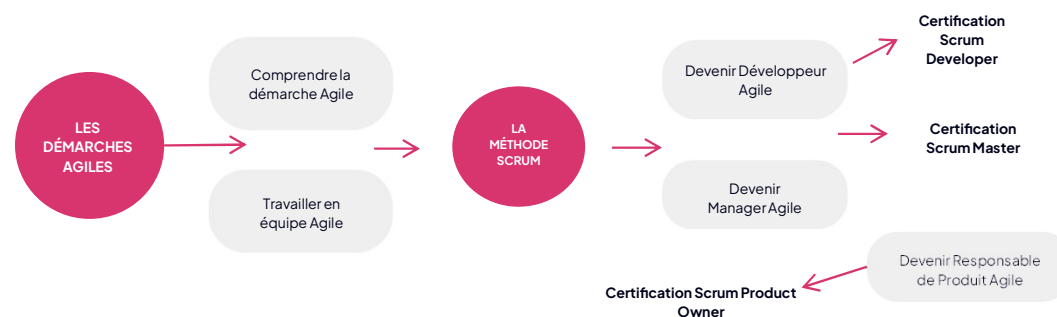 LES
DÉMARCHES
AGILES
Comprendre la
démarche Agile
Travailler en
équipe Agile
LA
MÉTHODE
SCRUM
Devenir Développeur
Agile
Devenir
Manager Agile
Certification
Scrum
Developer
Certification
Scrum Master
Devenir Responsable
de Produit Agile
Certification Scrum Product
Owner